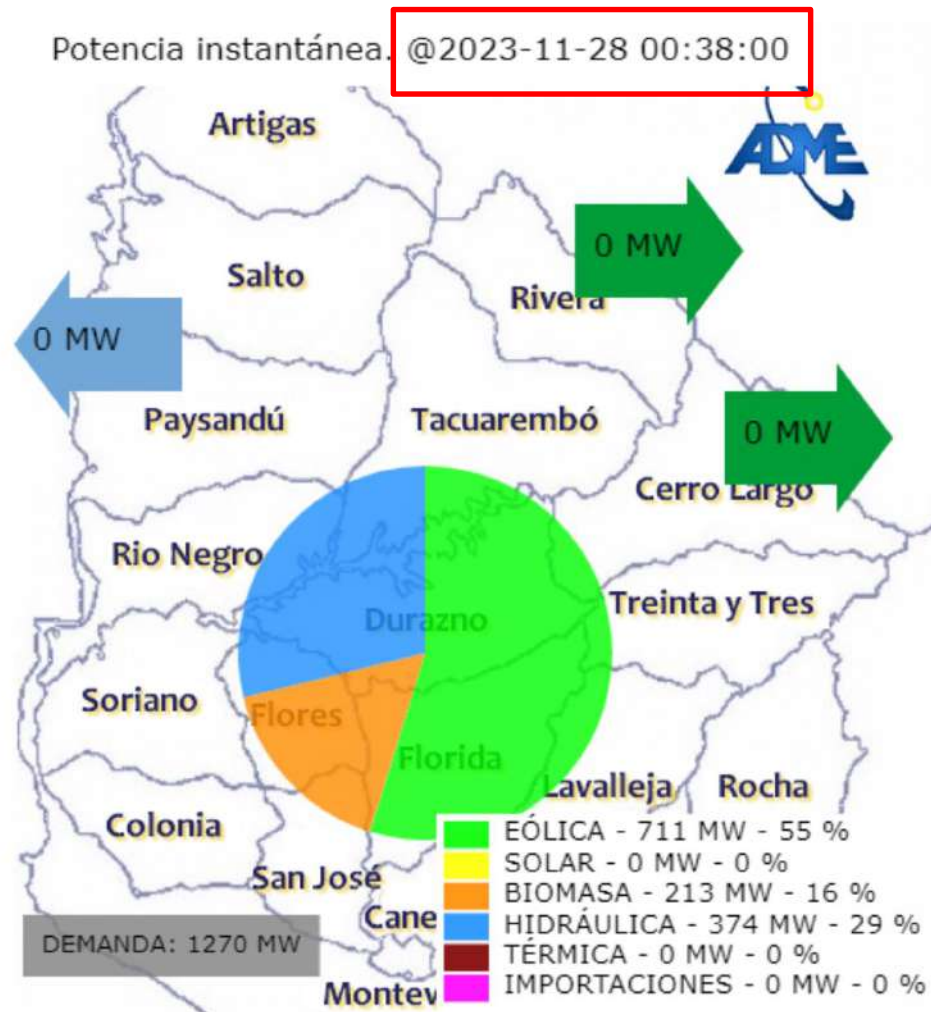 Potencia instantánea. @2023-11-28 00:38:00
Artigas
ADME
0 MW
Salto
Rivera
0 MW
Paysandú
Tacuarembó
0 MW
Cerro Largo
Rio Negro
Durazno
Treinta y Tres
Soriano
Flores
Florida
Lavalleja
Rocha
Colonia
EÓLICA - 711 MW - 55 %
SOLAR - 0 MW - 0 %
San José
BIOMASA - 213 MW - 16 %
Cane
HIDRÁULICA - 374 MW - 29 %
DEMANDA: 1270 MW
TÉRMICA - 0 MW - 0 %
Montev
IMPORTACIONES - 0 MW - 0 %